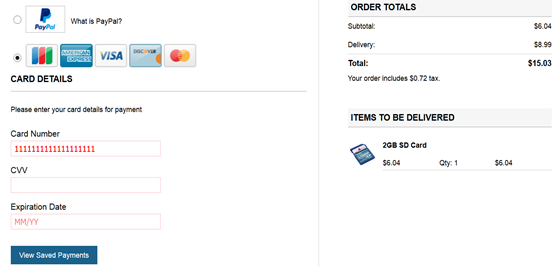 PayPal
What is PayPal?
JCB AMERICAN EXPRESS VISA DISCOVER mastercard
CARD DETAILS
Please enter your card details for payment
Card Number
1111111111111111111
CVV
Expiration Date
MM/YY
View Saved Payments
ORDER TOTALS
Subtotal: $6.04
Delivery: $8.99
Total: $15.03
Your order includes $0.72 tax.
ITEMS TO BE DELIVERED
2GB SD Card
$6.04 Qty: 1 $6.04